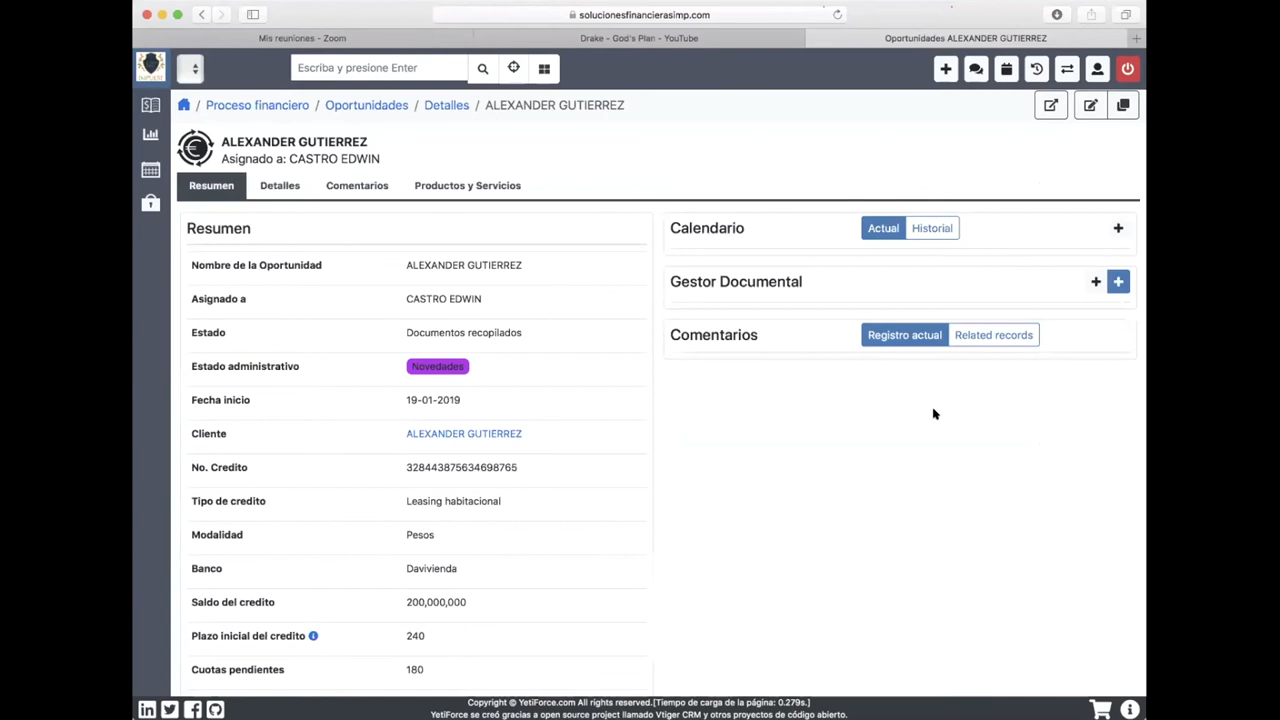 solucionesfinancierasimp.com
Mis reuniones - Zoom
Drake - God's Plan - YouTube
Oportunidades ALEXANDER GUTIERREZ
Escriba y presione Enter
/ Proceso financiero / Oportunidades / Detalles / ALEXANDER GUTIERREZ
ALEXANDER GUTIERREZ
Asignado a: CASTRO EDWIN
Resumen Detalles Comentarios Productos y Servicios
Resumen
Nombre de la Oportunidad ALEXANDER GUTIERREZ
Asignado a CASTRO EDWIN
Estado Documentos recopilados
Estado administrativo Novedades
Fecha inicio 19-01-2019
Cliente ALEXANDER GUTIERREZ
No. Credito 328443875634698765
Tipo de credito Leasing habitacional
Modalidad Pesos
Banco Davivienda
Saldo del credito 200,000,000
Plazo inicial del credito 240
Cuotas pendientes 180
Calendario Actual Historial
Gestor Documental
Comentarios Registro actual Related records
Copyright © YetiForce.com All rights reserved.[Tiempo de carga de la página: 0.279s.]
YetiForce se creó gracias a open source project llamado Vtiger CRM y otros proyectos de código abierto.